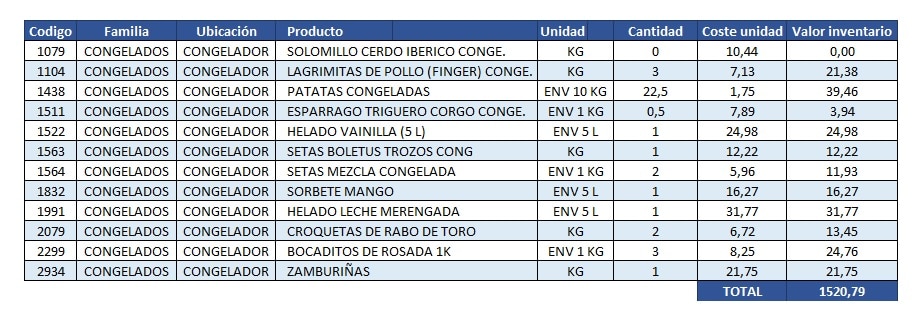 Codigo Familia Ubicación Producto Unidad Cantidad Coste unidad Valor inventario
1079 CONGELADOS CONGELADOR SOLOMILLO CERDO IBERICO CONGE. KG 0 10,44 0,00
1104 CONGELADOS CONGELADOR LAGRIMITAS DE POLLO (FINGER) CONGE. KG 3 7,13 21,38
1438 CONGELADOS CONGELADOR PATATAS CONGELADAS ENV 10 KG 22,5 1,75 39,46
1511 CONGELADOS CONGELADOR ESPARRAGO TRIGUERO CORGO CONGE. ENV 1 KG 0,5 7,89 3,94
1522 CONGELADOS CONGELADOR HELADO VAINILLA (5 L) ENV 5 L 1 24,98 24,98
1563 CONGELADOS CONGELADOR SETAS BOLETUS TROZOS CONG KG 1 12,22 12,22
1564 CONGELADOS CONGELADOR SETAS MEZCLA CONGELADA ENV 1 KG 2 5,96 11,93
1832 CONGELADOS CONGELADOR SORBETE MANGO ENV 5 L 1 16,27 16,27
1991 CONGELADOS CONGELADOR HELADO LECHE MERENGADA ENV 5 L 1 31,77 31,77
2079 CONGELADOS CONGELADOR CROQUETAS DE RABO DE TORO KG 2 6,72 13,45
2299 CONGELADOS CONGELADOR BOCADITOS DE ROSADA 1K ENV 1 KG 3 8,25 24,76
2934 CONGELADOS CONGELADOR ZAMBURIÑAS KG 1 21,75 21,75
TOTAL 1520,79